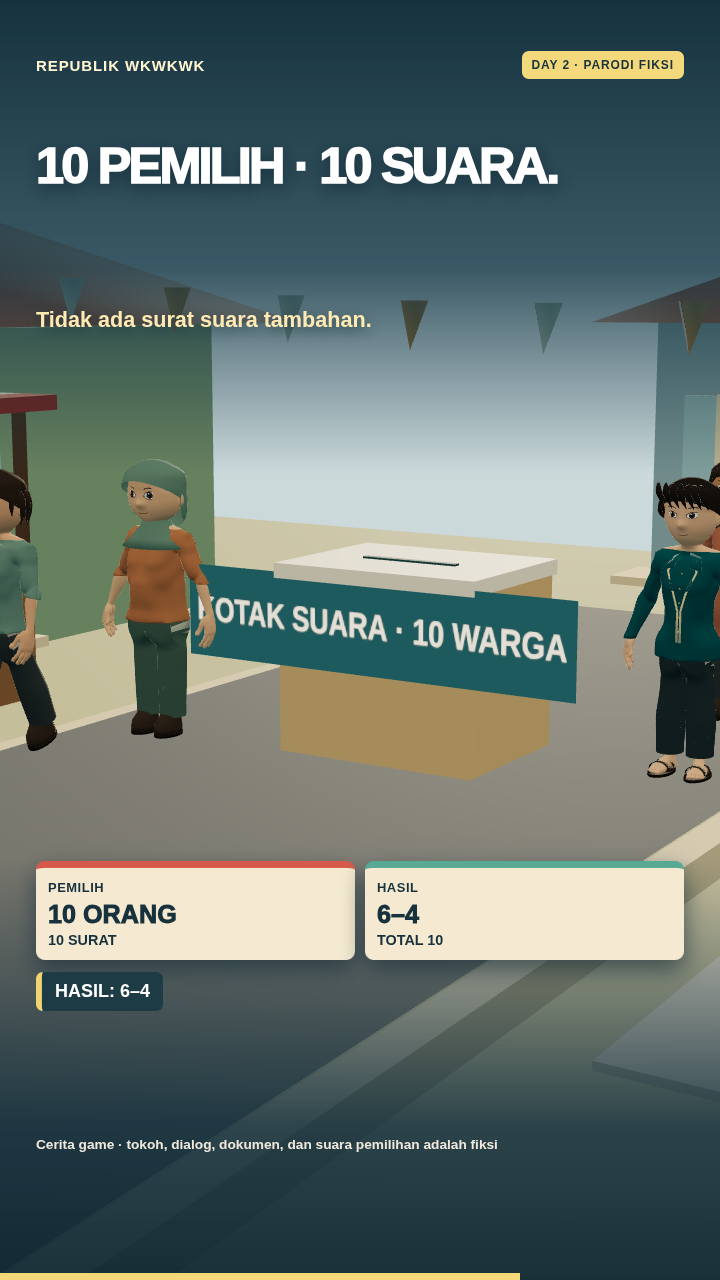 REPUBLIK WKWKWK
DAY 2 · PARODI FIKSI
10 PEMILIH · 10 SUARA.
Tidak ada surat suara tambahan.
KOTAK SUARA · 10 WARGA
PEMILIH
10 ORANG
10 SURAT
HASIL
6–4
TOTAL 10
HASIL: 6–4
Cerita game · tokoh, dialog, dokumen, dan suara pemilihan adalah fiksi